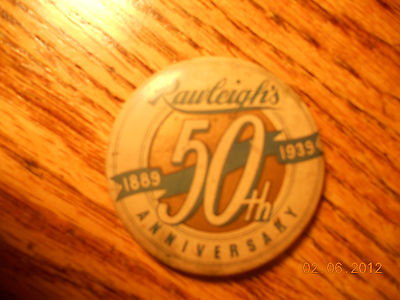 Rawleigh's
50th
1889 1939
ANNIVERSARY
02.06.2012